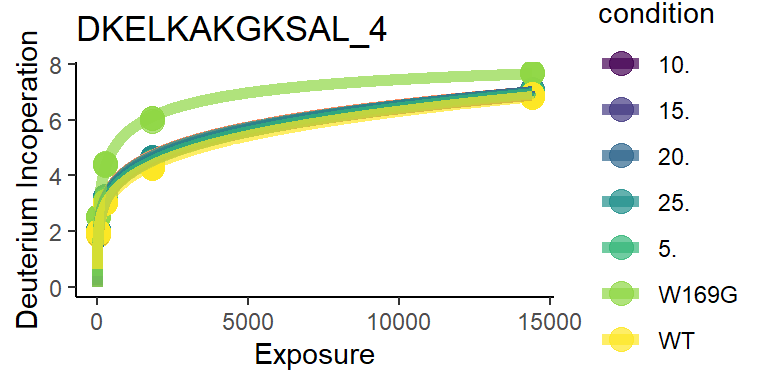 DKELKAKGKSAL_4
Deuterium Incoperation
8
6
4
2
0
0
5000
10000
15000
Exposure
condition
10.
15.
20.
25.
5.
W169G
WT